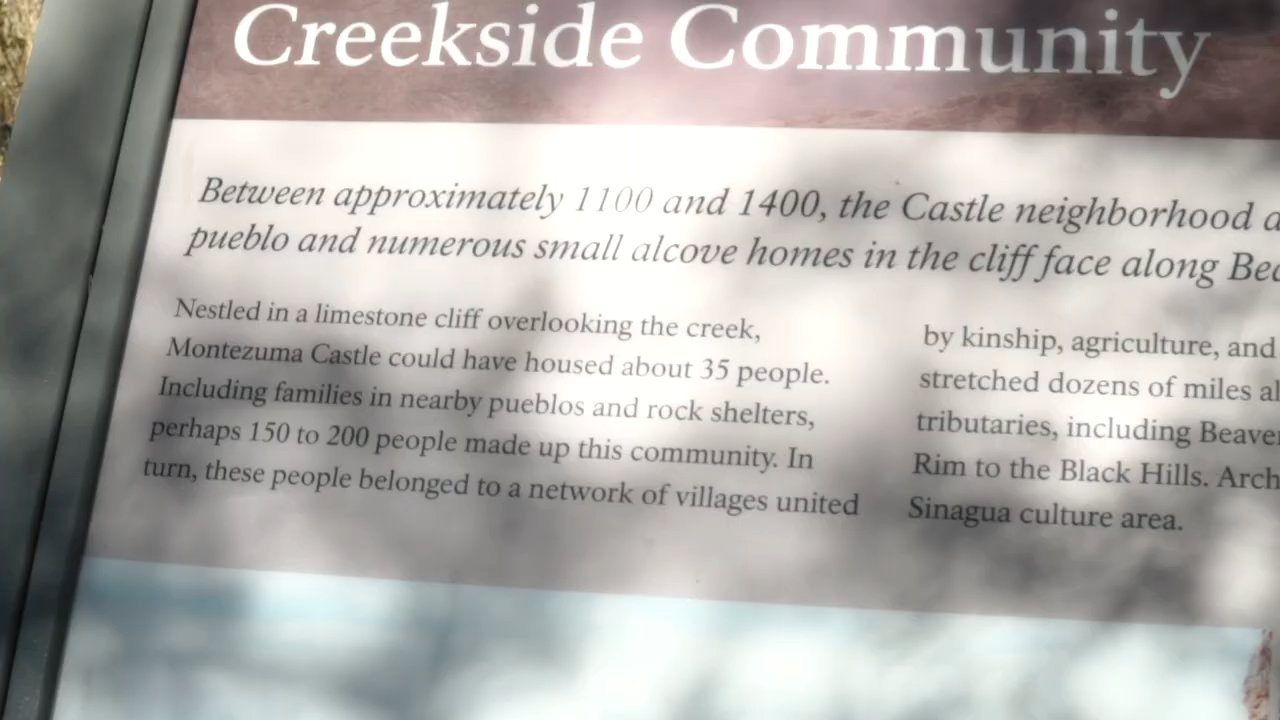 Creekside Community
Between approximately 1100 and 1400, the Castle neighborhood
pueblo and numerous small alcove homes in the cliff face along
Nestled in a limestone cliff overlooking the creek,
Montezuma Castle could have housed about 35 people.
Including families in nearby pueblos and rock shelters,
perhaps 150 to 200 people made up this community. In
turn, these people belonged to a network of villages united
by kinship, agriculture, and
stretched dozens of miles
tributaries, including
Rim to the Black Hills.
Sinagua culture area.